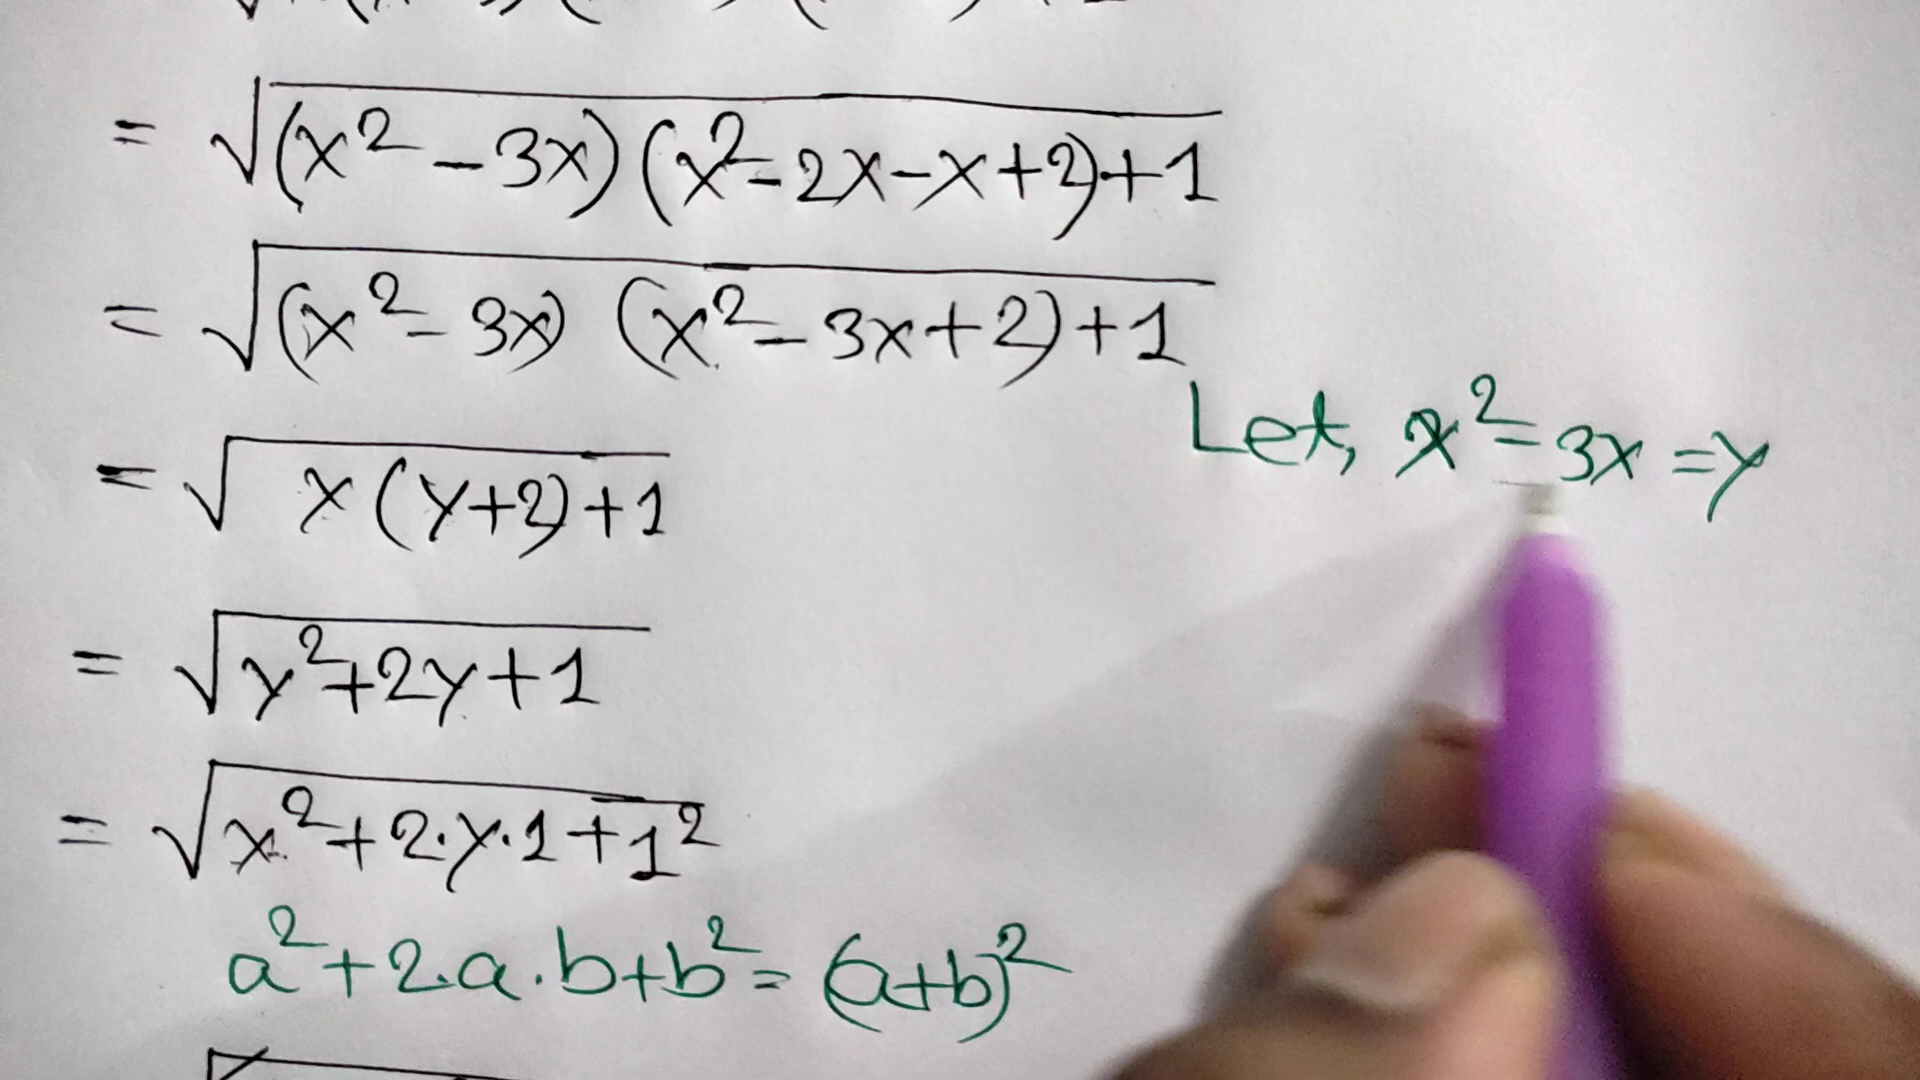 = √(x² - 3x) (x² - 2x - x + 2) + 1
= √(x² - 3x) (x² - 3x + 2) + 1
Let, x² - 3x = y
= √x(y + 2) + 1
= √y² + 2y + 1
= √x² + 2·y·1 + 1²
a² + 2.a.b + b² = (a + b)²